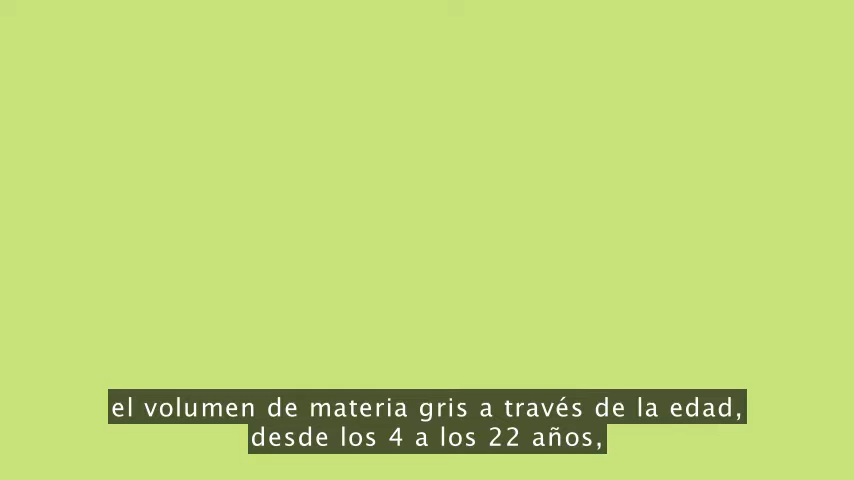 el volumen de materia gris a través de la edad,
desde los 4 a los 22 años,